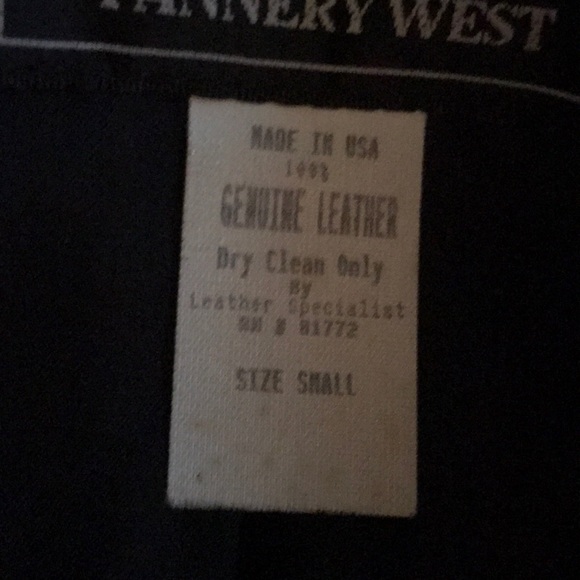 TANNERY WEST
MADE IN USA
100%
GENUINE LEATHER
Dry Clean Only
By
Leather Specialist
RN # 81772
SIZE SMALL